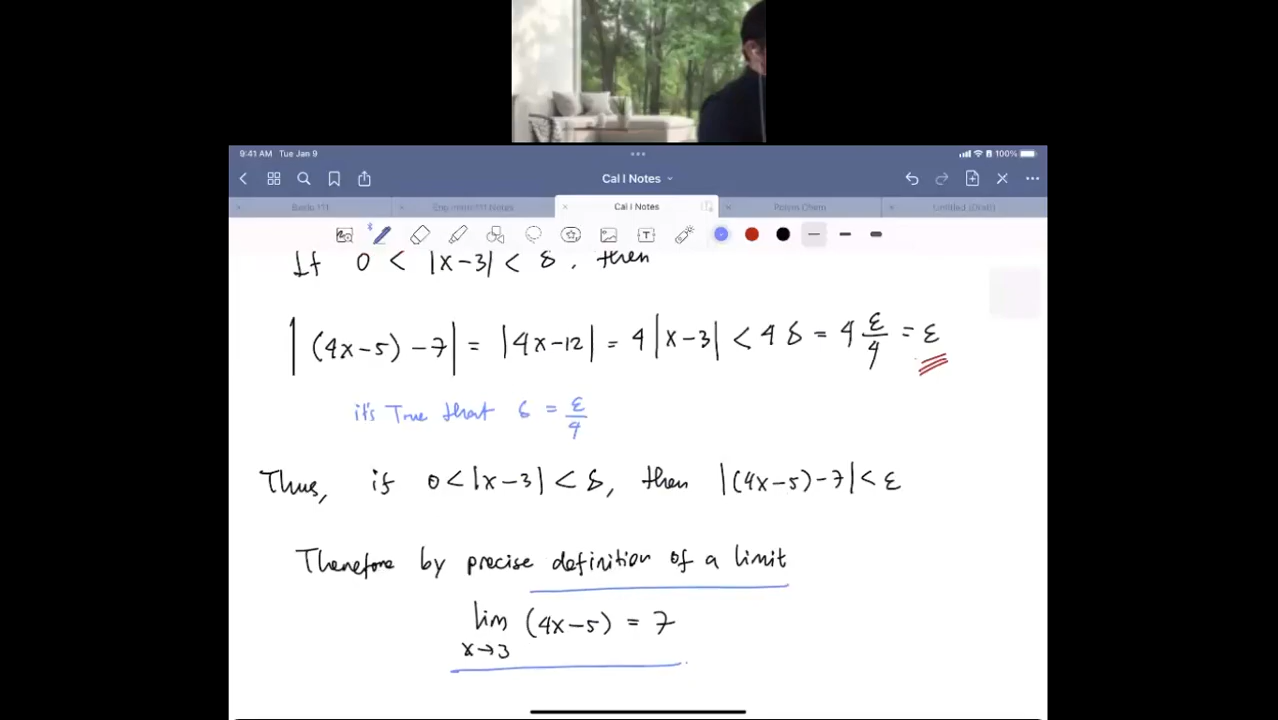 9:41 AM Tue Jan 9
100%
Cal I Notes
Cal I Notes
If 0 < |x-3| < δ, then
|(4x-5) -7| = |4x-12| = 4|x-3| < 4δ = 4 ε/4 = ε
it's True that δ = ε/4
Thus, if 0<|x-3| < δ, then |(4x-5)-7|< ε
Therefore by precise definition of a limit
lim (4x-5) = 7
x→3